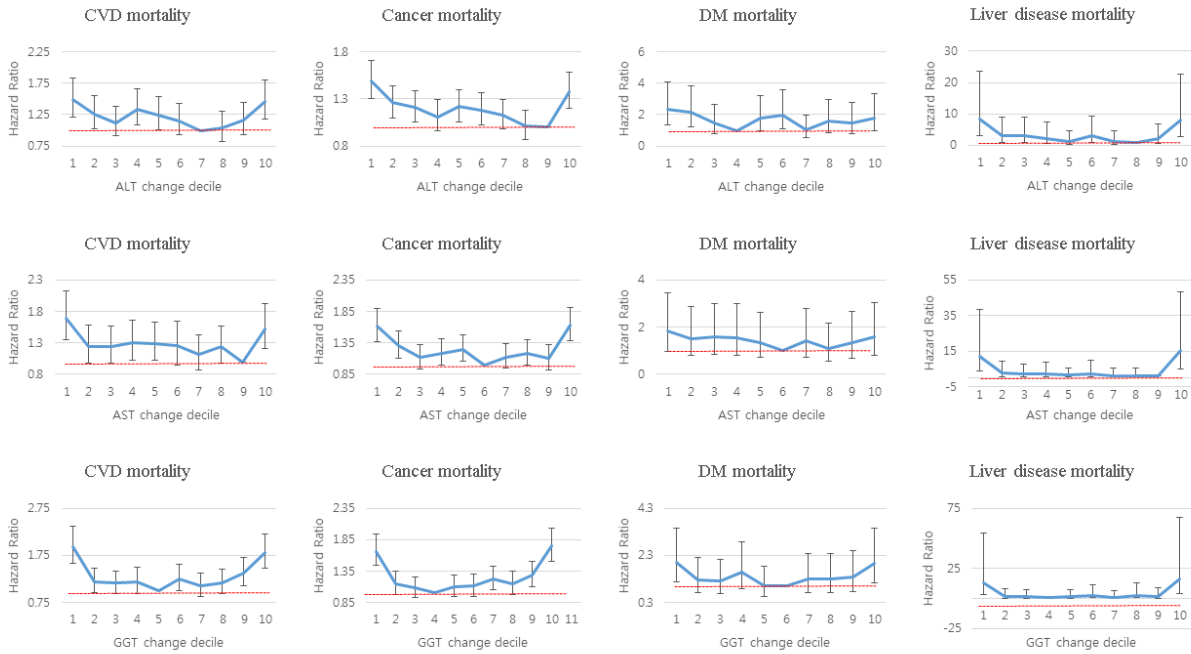 CVD mortality
Cancer mortality
DM mortality
Liver disease mortality
Hazard Ratio
2.25
1.75
1.25
0.75
1 2 3 4 5 6 7 8 9 10
ALT change decile
Hazard Ratio
1.8
1.3
0.8
1 2 3 4 5 6 7 8 9 10
ALT change decile
Hazard Ratio
6
4
2
0
1 2 3 4 5 6 7 8 9 10
ALT change decile
Hazard Ratio
30
20
10
0
1 2 3 4 5 6 7 8 9 10
ALT change decile
CVD mortality
Cancer mortality
DM mortality
Liver disease mortality
Hazard Ratio
2.3
1.8
1.3
0.8
1 2 3 4 5 6 7 8 9 10
AST change decile
Hazard Ratio
2.35
1.85
1.35
0.85
1 2 3 4 5 6 7 8 9 10
AST change decile
Hazard Ratio
4
2
0
1 2 3 4 5 6 7 8 9 10
AST change decile
Hazard Ratio
55
35
15
-5
1 2 3 4 5 6 7 8 9 10
AST change decile
CVD mortality
Cancer mortality
DM mortality
Liver disease mortality
Hazard Ratio
2.75
1.75
0.75
1 2 3 4 5 6 7 8 9 10
GGT change decile
Hazard Ratio
2.35
1.85
1.35
0.85
1 2 3 4 5 6 7 8 9 10 11
GGT change decile
Hazard Ratio
4.3
2.3
0.3
1 2 3 4 5 6 7 8 9 10
GGT change decile
Hazard Ratio
75
25
-25
1 2 3 4 5 6 7 8 9 10
GGT change decile